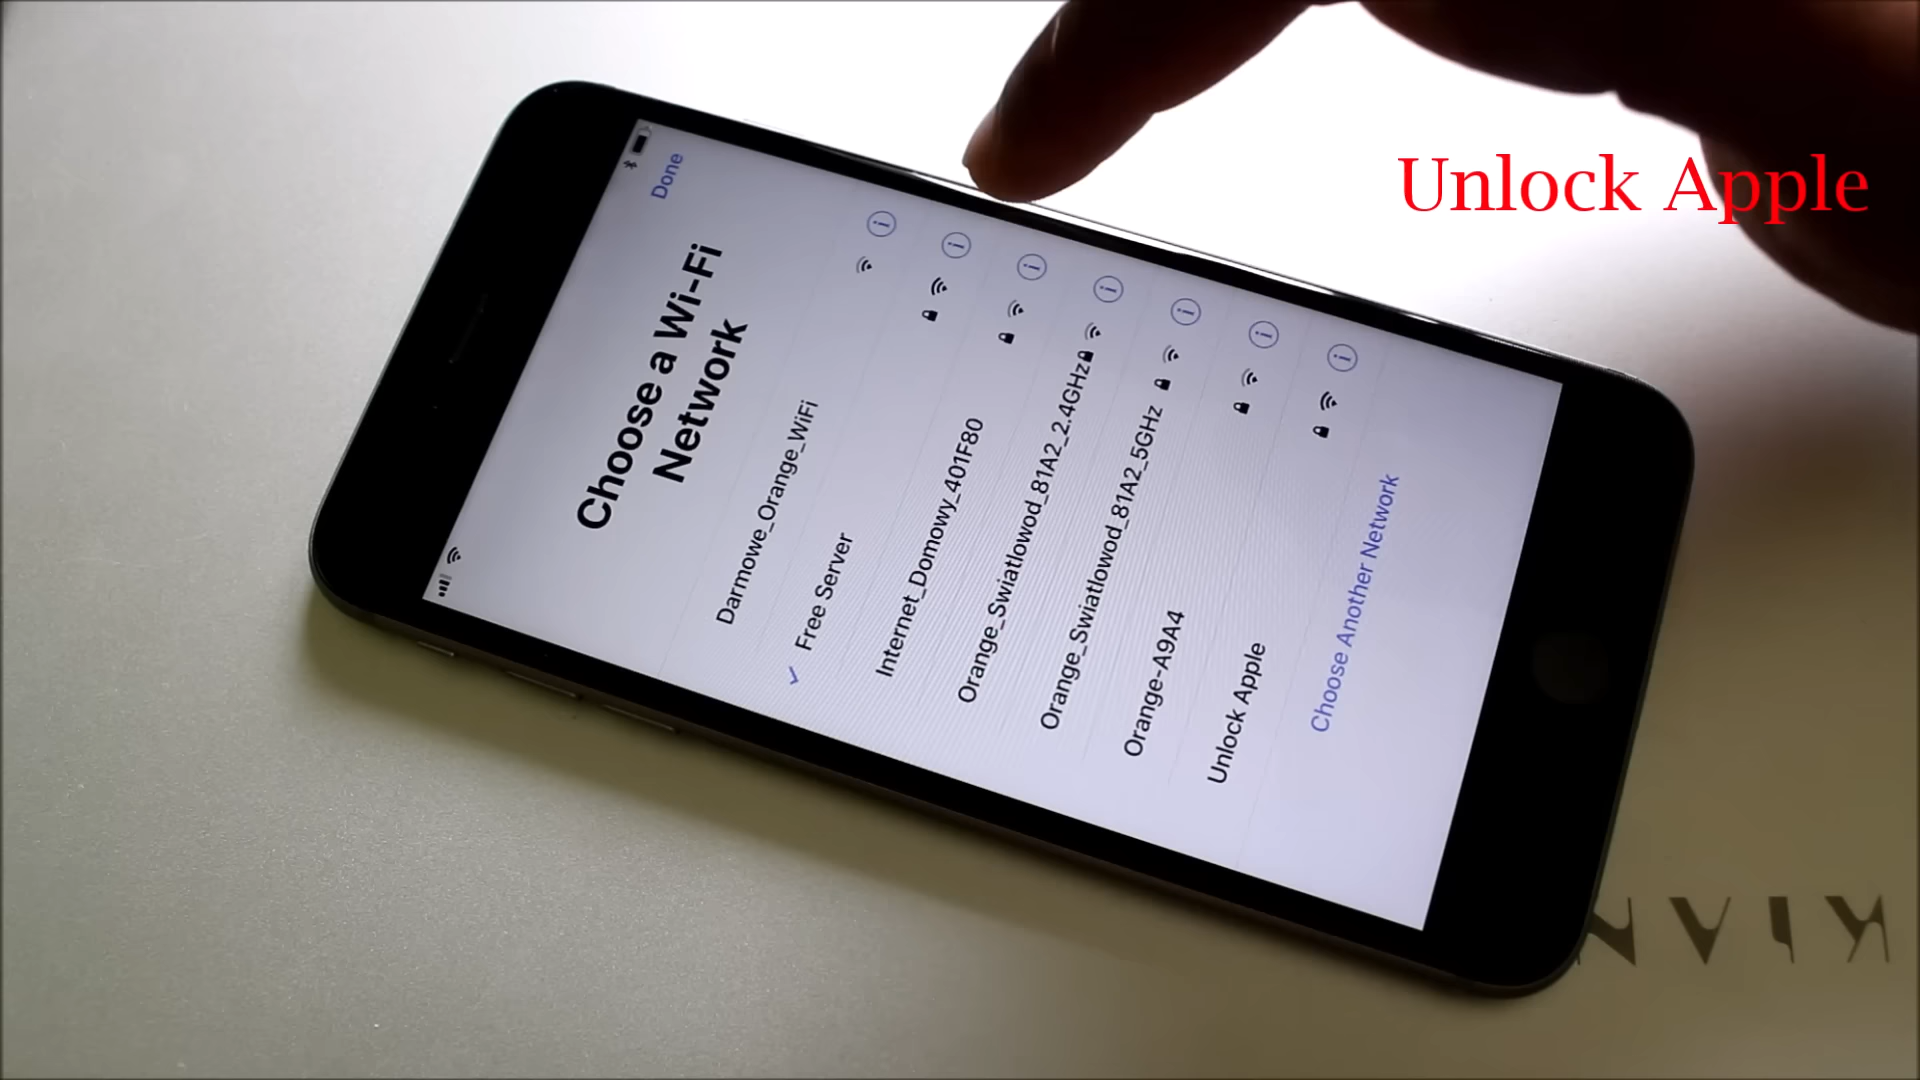 Unlock Apple
Done
Choose a Wi-Fi
Network
Darmowe_Orange_WiFi
Free Server
Internet_Domowy_401F80
Orange_Swiatlowod_81A2_2.4GHz
Orange_Swiatlowod_81A2_5GHz
Orange-A9A4
Unlock Apple
Choose Another Network